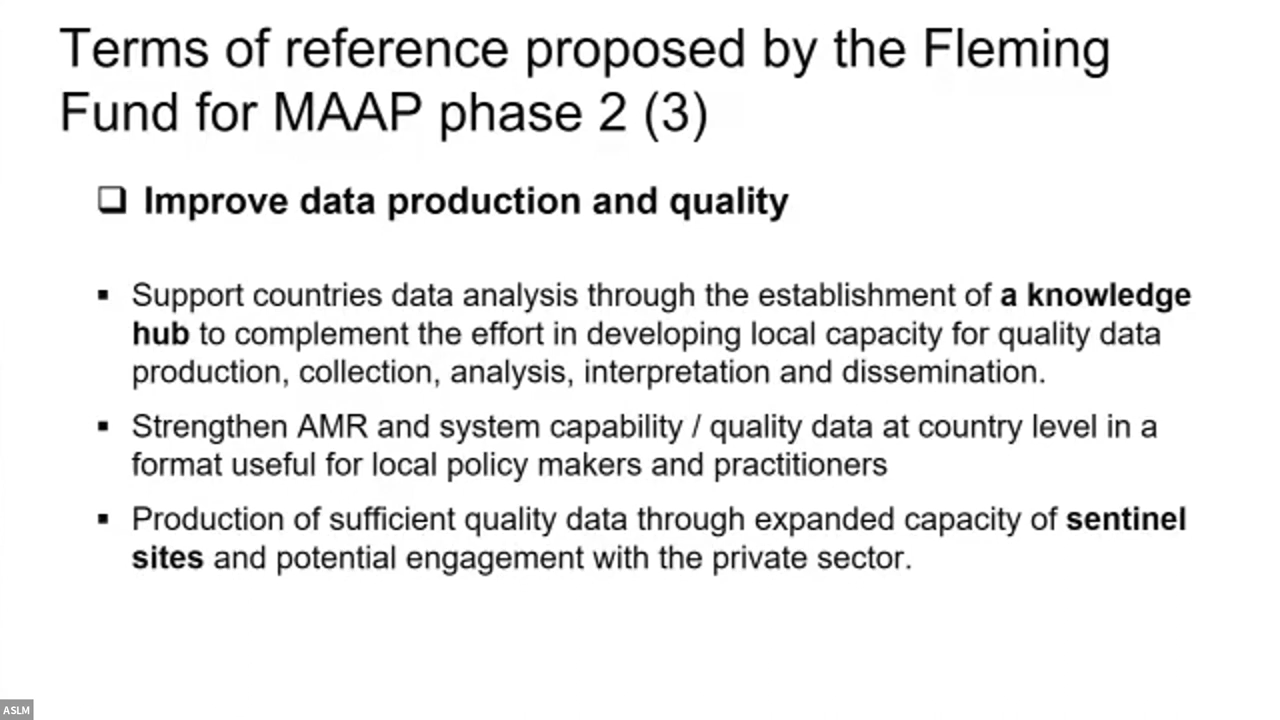 Terms of reference proposed by the Fleming
Fund for MAAP phase 2 (3)
❑ Improve data production and quality
▪ Support countries data analysis through the establishment of a knowledge
hub to complement the effort in developing local capacity for quality data
production, collection, analysis, interpretation and dissemination.
▪ Strengthen AMR and system capability / quality data at country level in a
format useful for local policy makers and practitioners
▪ Production of sufficient quality data through expanded capacity of sentinel
sites and potential engagement with the private sector.
ASLM